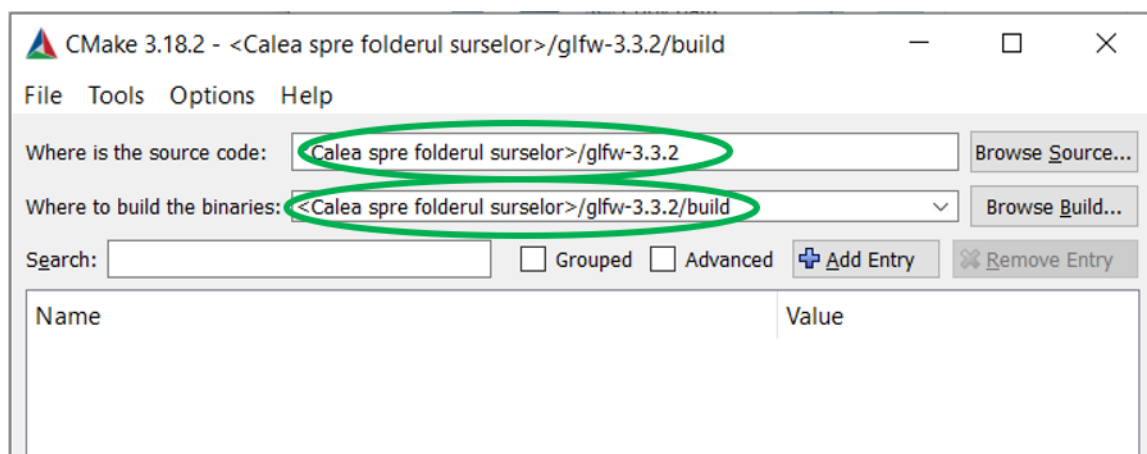 CMake 3.18.2 - <Calea spre folderul surselor>/glfw-3.3.2/build
File Tools Options Help
Where is the source code: <Calea spre folderul surselor>/glfw-3.3.2 Browse Source...
Where to build the binaries: <Calea spre folderul surselor>/glfw-3.3.2/build Browse Build...
Search: Grouped Advanced Add Entry Remove Entry
Name Value